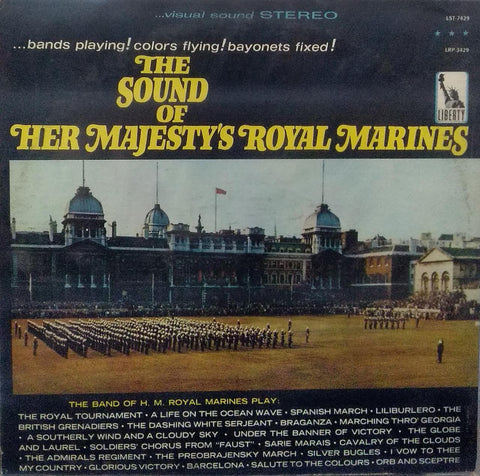 ...visual sound STEREO
LST-7429
★ ★ ★
LRP 3429
...bands playing! colors flying! bayonets fixed!
THE
SOUND
OF
HER MAJESTY'S ROYAL MARINES
LIBERTY
THE BAND OF H. M. ROYAL MARINES PLAY:
THE ROYAL TOURNAMENT • A LIFE ON THE OCEAN WAVE • SPANISH MARCH • LILIBURLERO • THE
BRITISH GRENADIERS • THE DASHING WHITE SERJEANT • BRAGANZA • MARCHING THRO' GEORGIA
• A SOUTHERLY WIND AND A CLOUDY SKY • UNDER THE BANNER OF VICTORY • THE GLOBE
AND LAUREL • SOLDIERS' CHORUS FROM "FAUST" • SARIE MARAIS • CAVALRY OF THE CLOUDS
• THE ADMIRALS REGIMENT • THE PREOBRAJENSKY MARCH • SILVER BUGLES • I VOW TO THEE
MY COUNTRY • GLORIOUS VICTORY • BARCELONA • SALUTE TO THE COLOURS • ORB AND SCEPTRE